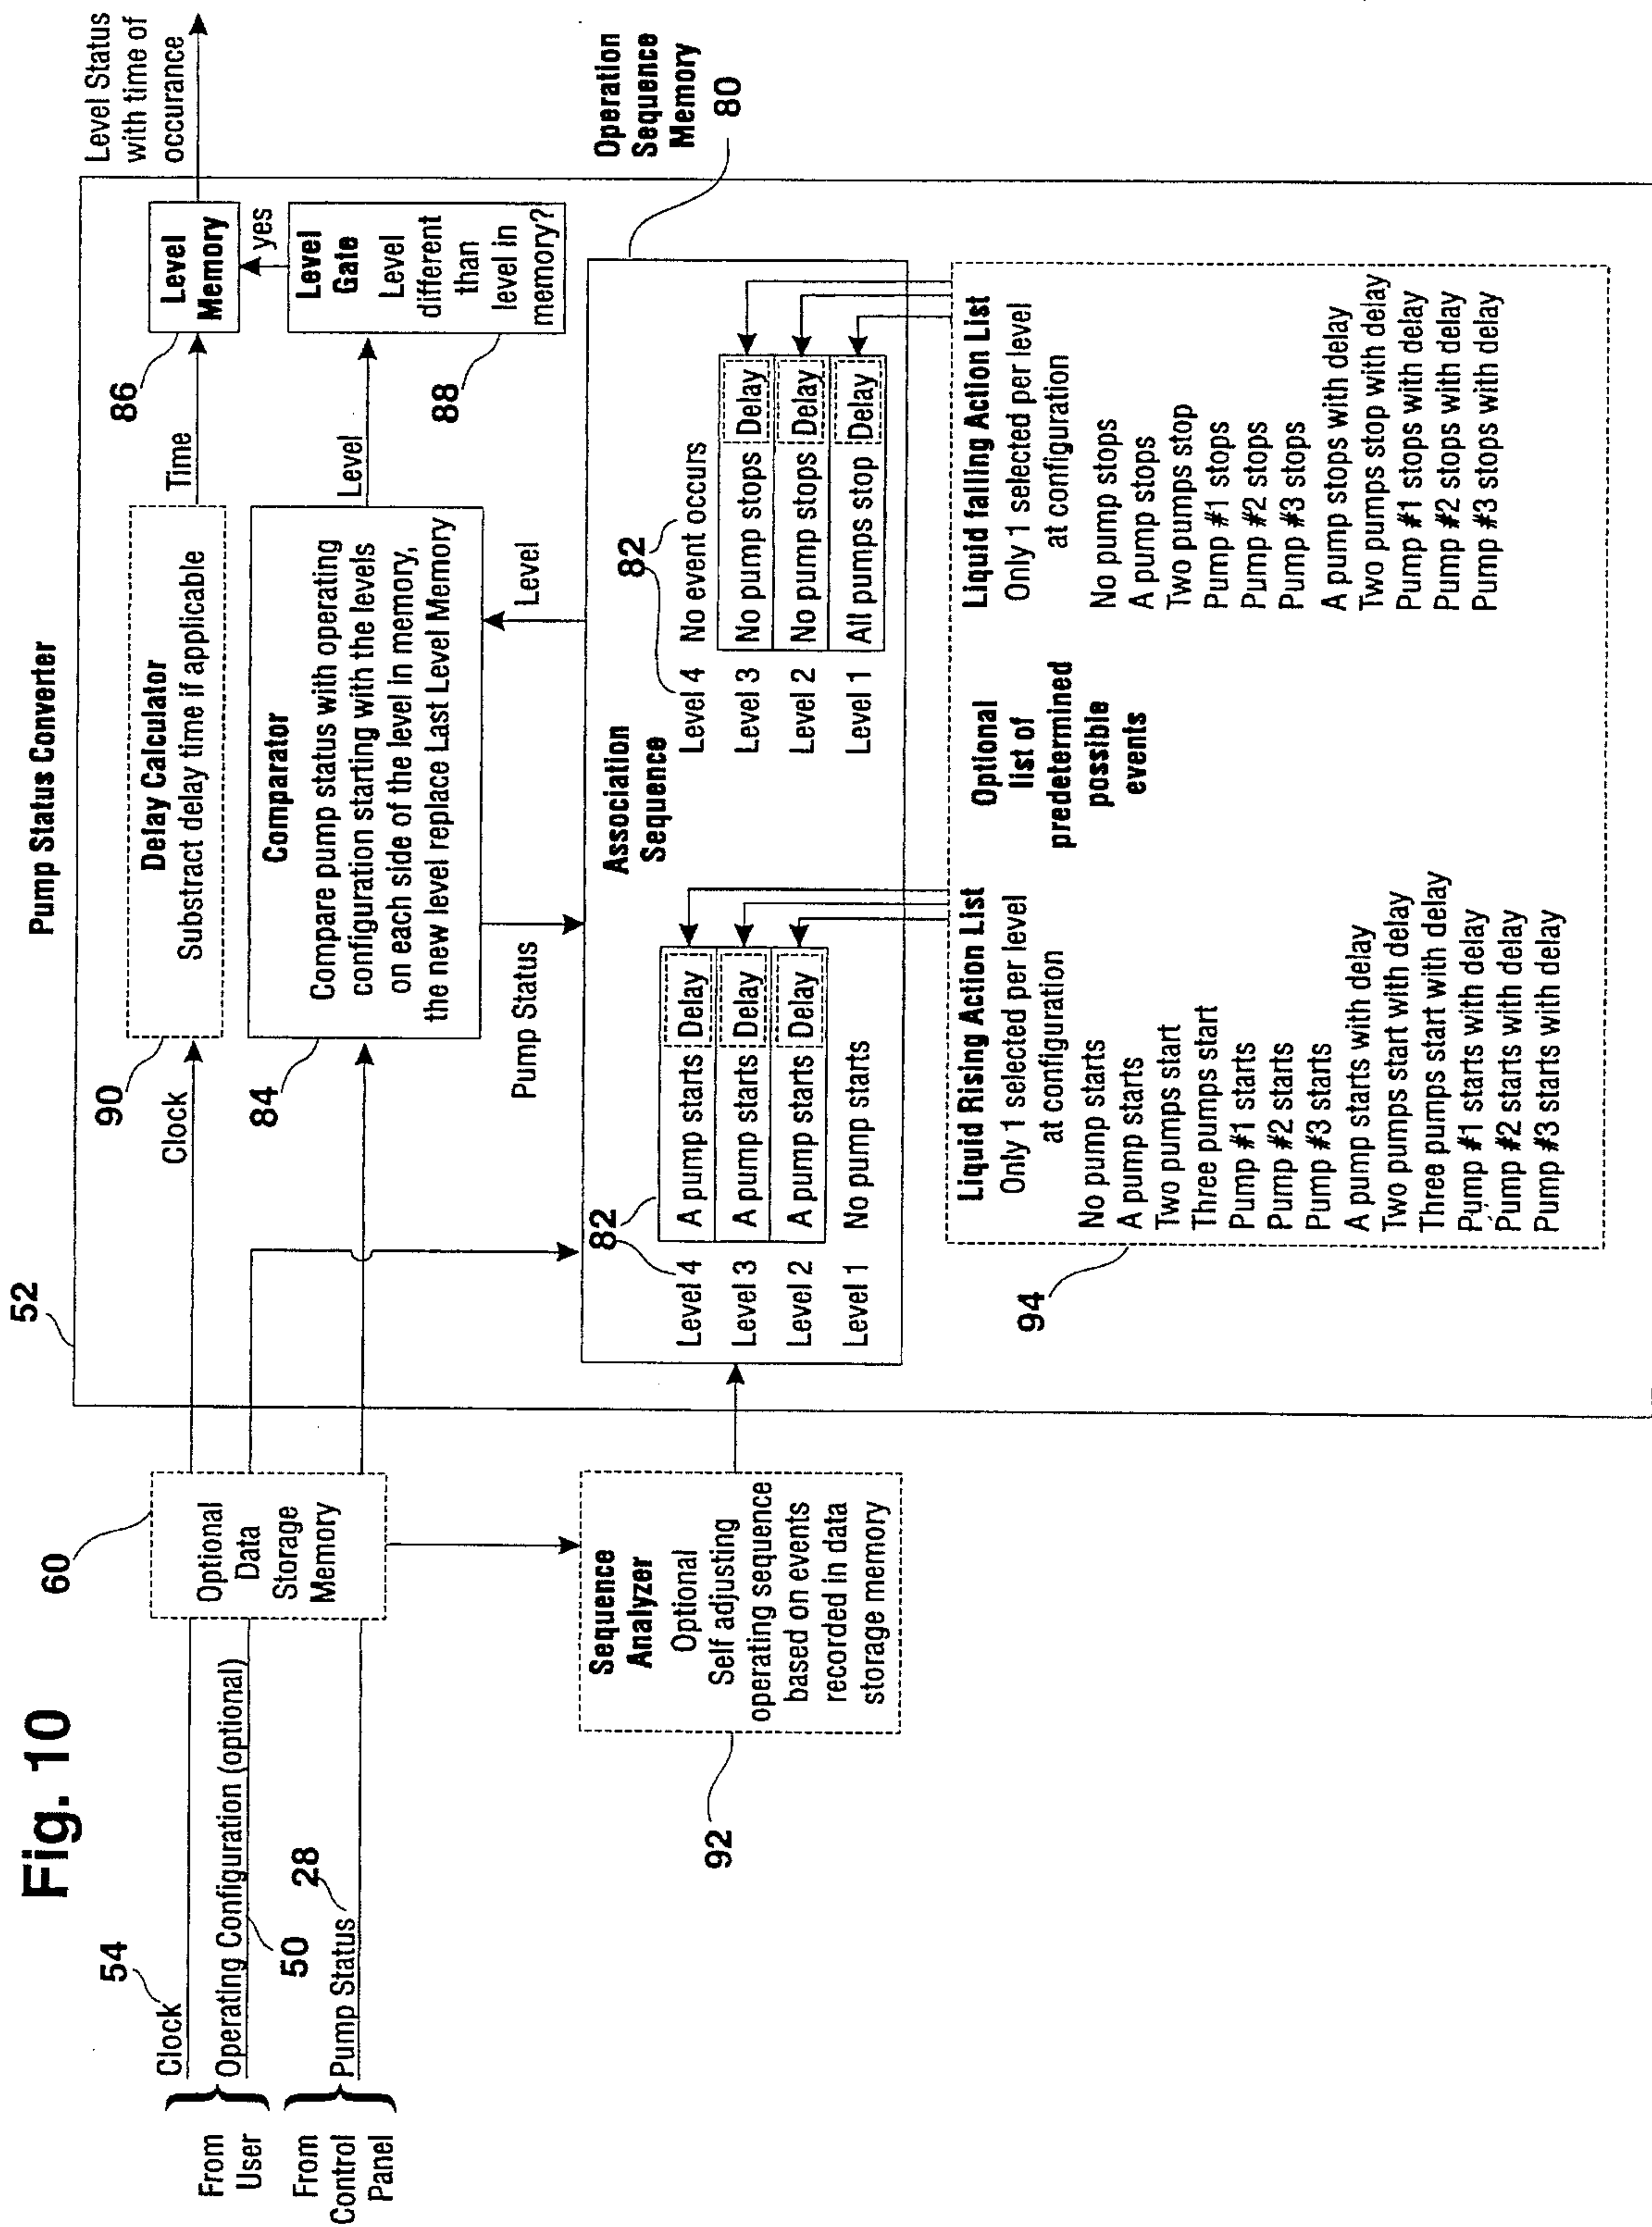 Fig. 10
From
User
From
Control
Panel
54
Clock
Operating Configuration (optional)
50
Pump Status
28
60
Optional
Data
Storage
Memory
Sequence
Analyzer
Optional
Self adjusting
operating sequence
based on events
recorded in data
storage memory
92
52
Pump Status Converter
Clock
90
Delay Calculator
Substract delay time if applicable
Time
86
Level
Memory
Level Status
with time of
occurance
84
Comparator
Compare pump status with operating
configuration starting with the levels
on each side of the level in memory,
the new level replace Last Level Memory
Level
88
yes
Level
Gate
Level
different
than
level in
memory?
Pump Status
Level
Operation
Sequence
Memory
80
Association
Sequence
82
Level 4 A pump starts Delay
Level 3 A pump starts Delay
Level 2 A pump starts Delay
Level 1 No pump starts
82
Level 4 No event occurs
Level 3 No pump stops Delay
Level 2 No pump stops Delay
Level 1 All pumps stop Delay
94
Liquid Rising Action List
Only 1 selected per level
at configuration
No pump starts
A pump starts
Two pumps start
Three pumps start
Pump #1 starts
Pump #2 starts
Pump #3 starts
A pump starts with delay
Two pumps start with delay
Three pumps start with delay
Pump #1 starts with delay
Pump #2 starts with delay
Pump #3 starts with delay
Optional
list of
predetermined
possible
events
Liquid falling Action List
Only 1 selected per level
at configuration
No pump stops
A pump stops
Two pumps stop
Pump #1 stops
Pump #2 stops
Pump #3 stops
A pump stops with delay
Two pumps stop with delay
Pump #1 stops with delay
Pump #2 stops with delay
Pump #3 stops with delay